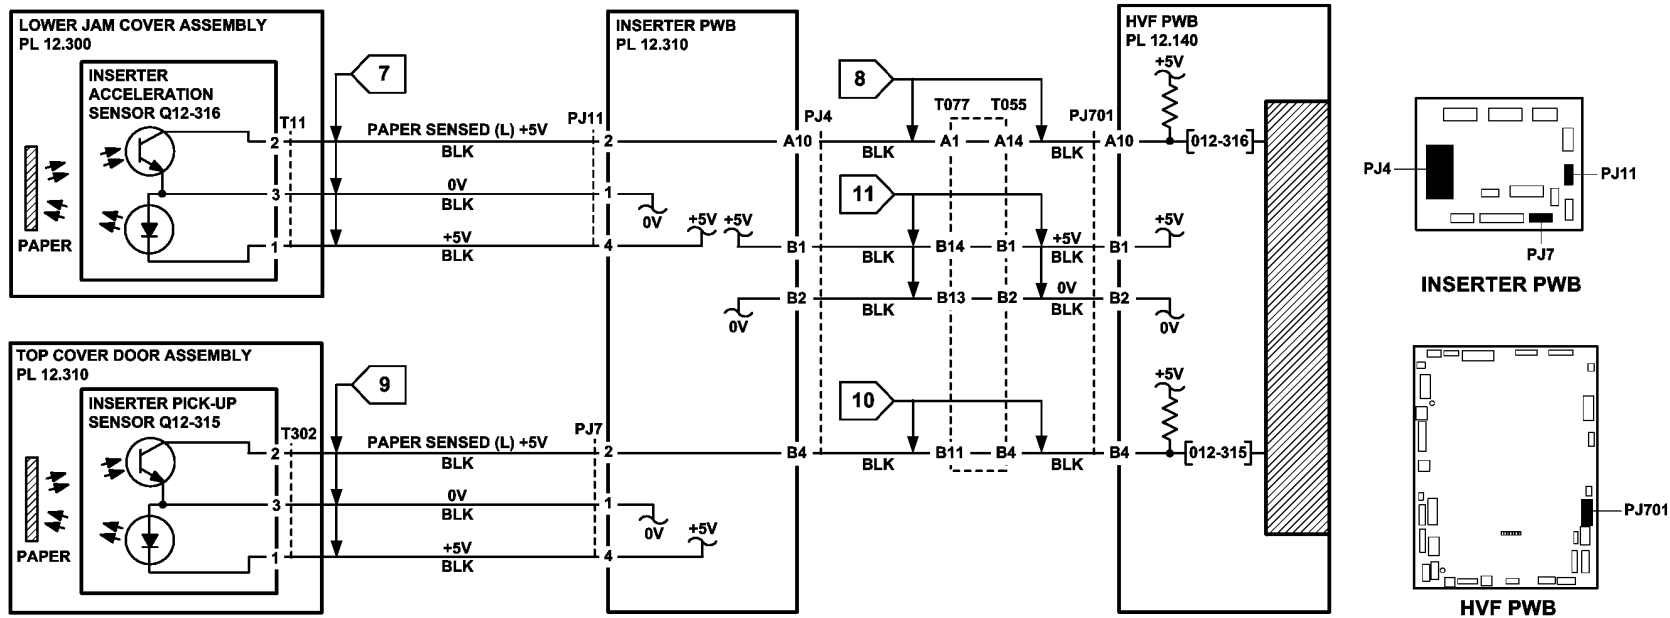 LOWER JAM COVER ASSEMBLY
PL 12.300
INSERTER
ACCELERATION
SENSOR Q12-316
PAPER
T11
2
3
1
7
PAPER SENSED (L) +5V
BLK
0V
BLK
+5V
BLK
PJ11
2
1
4
INSERTER PWB
PL 12.310
0V
+5V
+5V
0V
PJ4
A10
B1
B2
8
BLK
11
BLK
BLK
T077
T055
A1
A14
B14
B1
B13
B2
BLK
+5V
BLK
0V
BLK
PJ701
A10
B1
B2
HVF PWB
PL 12.140
+5V
012-316
+5V
0V
TOP COVER DOOR ASSEMBLY
PL 12.310
INSERTER PICK-UP
SENSOR Q12-315
PAPER
T302
2
3
1
9
PAPER SENSED (L) +5V
BLK
0V
BLK
+5V
BLK
PJ7
2
1
4
0V
+5V
B4
10
BLK
B11
B4
BLK
B4
+5V
012-315
PJ4
PJ11
PJ7
INSERTER PWB
PJ701
HVF PWB